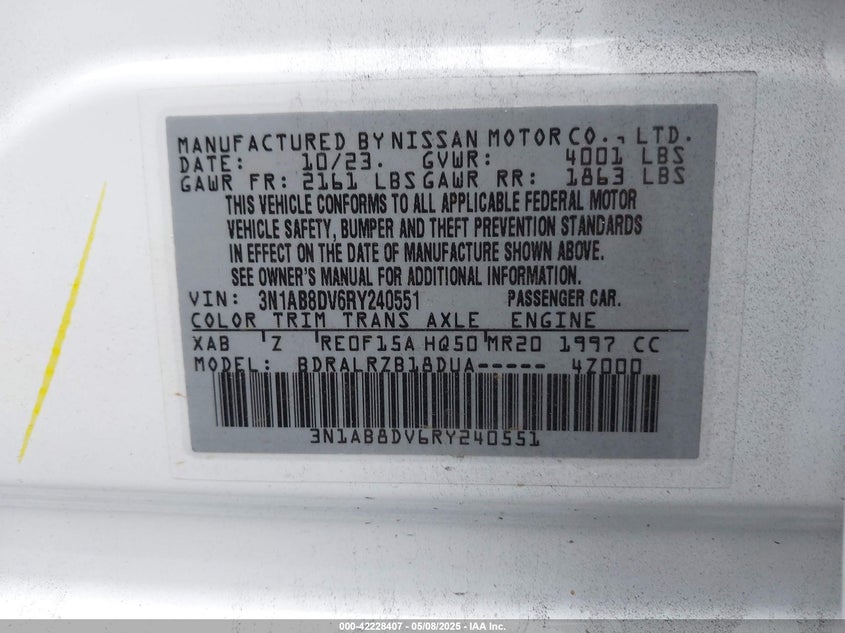 MANUFACTURED BY NISSAN MOTOR CO., LTD.
DATE: 10/23. GVWR: 4001 LBS
GAWR FR: 2161 LBS GAWR RR: 1863 LBS
THIS VEHICLE CONFORMS TO ALL APPLICABLE FEDERAL MOTOR
VEHICLE SAFETY, BUMPER AND THEFT PREVENTION STANDARDS
IN EFFECT ON THE DATE OF MANUFACTURE SHOWN ABOVE.
SEE OWNER'S MANUAL FOR ADDITIONAL INFORMATION.
VIN: 3N1AB8DV6RY240551 PASSENGER CAR.
COLOR TRIM TRANS AXLE ENGINE
XAB Z RE0F15A HQ50 MR20 1997 CC
MODEL: BDRALRZB18DUA----- 4Z000
3N1AB8DV6RY240551
000-42228407 | 05/08/2025 - IAA Inc.